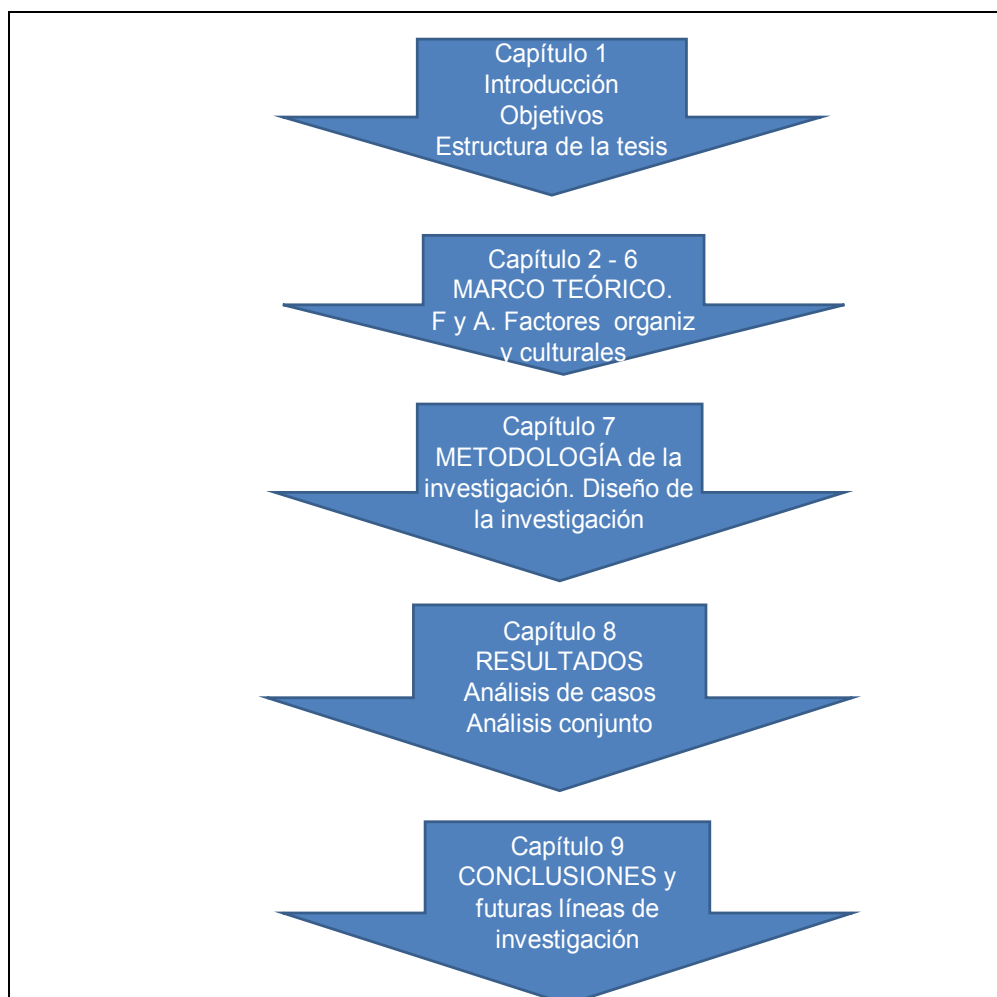 Capítulo 1
Introducción
Objetivos
Estructura de la tesis
Capítulo 2 - 6
MARCO TEÓRICO.
F y A. Factores organiz
y culturales
Capítulo 7
METODOLOGÍA de la
investigación. Diseño de
la investigación
Capítulo 8
RESULTADOS
Análisis de casos
Análisis conjunto
Capítulo 9
CONCLUSIONES y
futuras líneas de
investigación